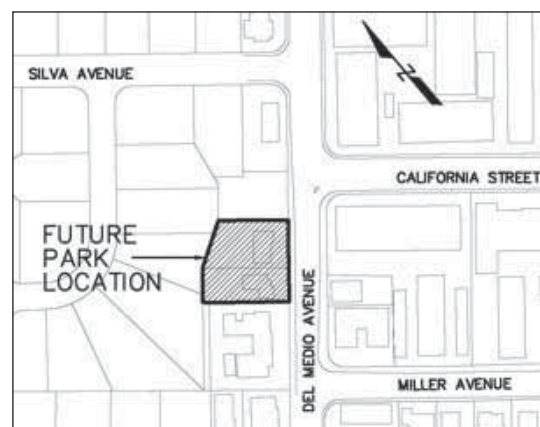 SILVA AVENUE
N
CALIFORNIA STREET
FUTURE
PARK
LOCATION
DEL MEDIO AVENUE
MILLER AVENUE